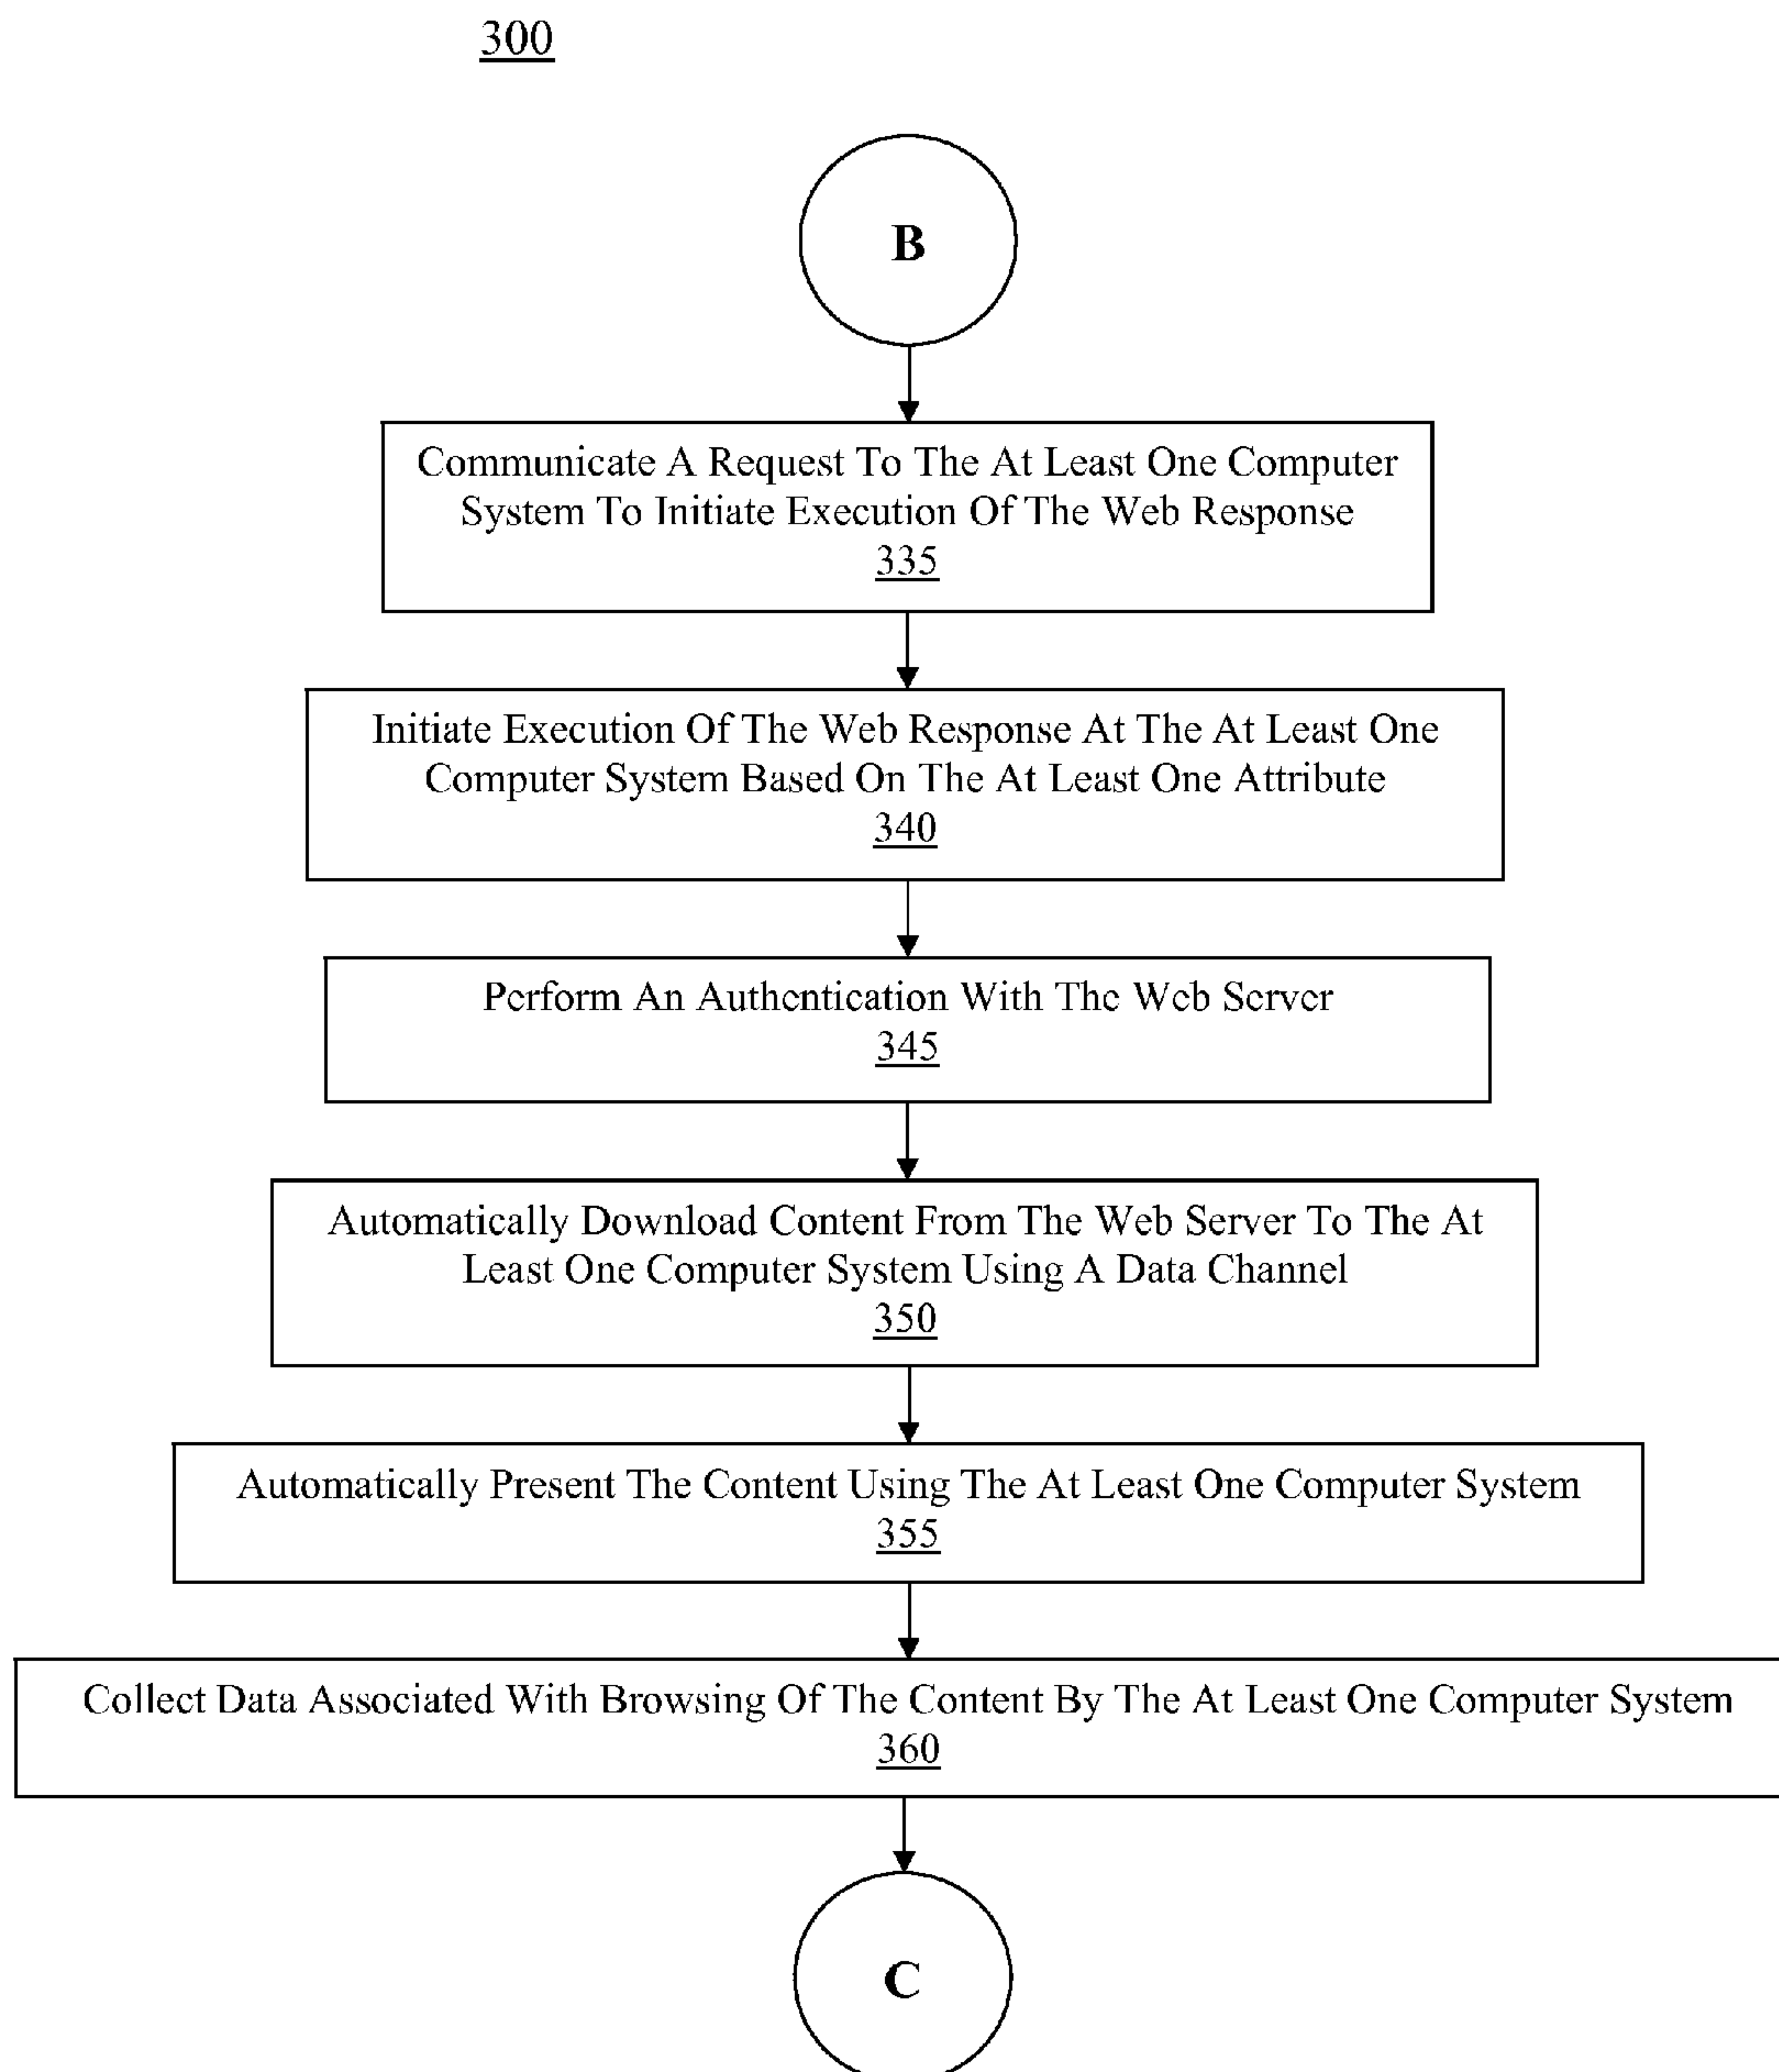 300
B
Communicate A Request To The At Least One Computer
System To Initiate Execution Of The Web Response
335
Initiate Execution Of The Web Response At The At Least One
Computer System Based On The At Least One Attribute
340
Perform An Authentication With The Web Server
345
Automatically Download Content From The Web Server To The At
Least One Computer System Using A Data Channel
350
Automatically Present The Content Using The At Least One Computer System
355
Collect Data Associated With Browsing Of The Content By The At Least One Computer System
360
C